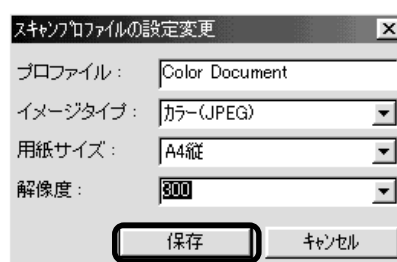 スキャンプロファイルの設定変更
プロファイル： Color Document
イメージタイプ： カラー(JPEG)
用紙サイズ： A4縦
解像度： 300
保存 キャンセル